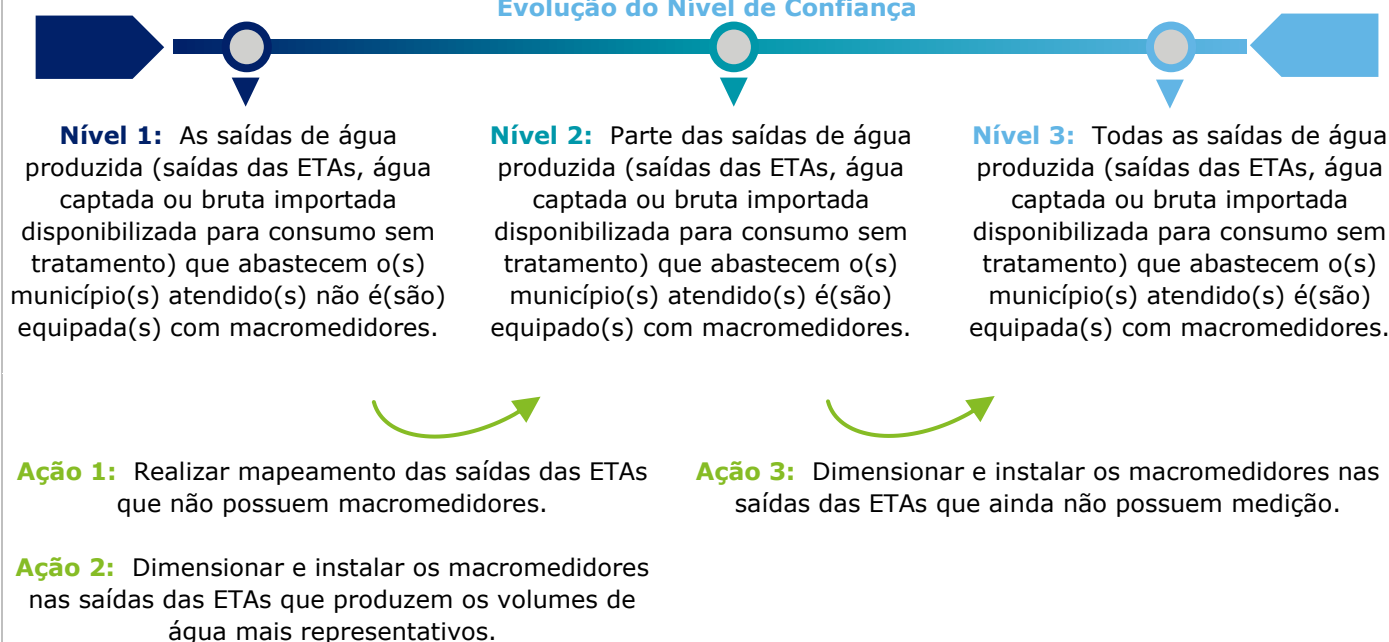 Evolução do Nível de Confiança
Nível 1: As saídas de água
produzida (saídas das ETAs, água
captada ou bruta importada
disponibilizada para consumo sem
tratamento) que abastecem o(s)
município(s) atendido(s) não é(são)
equipada(s) com macromedidores.
Nível 2: Parte das saídas de água
produzida (saídas das ETAs, água
captada ou bruta importada
disponibilizada para consumo sem
tratamento) que abastecem o(s)
município(s) atendido(s) é(são)
equipado(s) com macromedidores.
Nível 3: Todas as saídas de água
produzida (saídas das ETAs, água
captada ou bruta importada
disponibilizada para consumo sem
tratamento) que abastecem o(s)
município(s) atendido(s) é(são)
equipada(s) com macromedidores.
Ação 1: Realizar mapeamento das saídas das ETAs
que não possuem macromedidores.
Ação 2: Dimensionar e instalar os macromedidores
nas saídas das ETAs que produzem os volumes de
água mais representativos.
Ação 3: Dimensionar e instalar os macromedidores nas
saídas das ETAs que ainda não possuem medição.